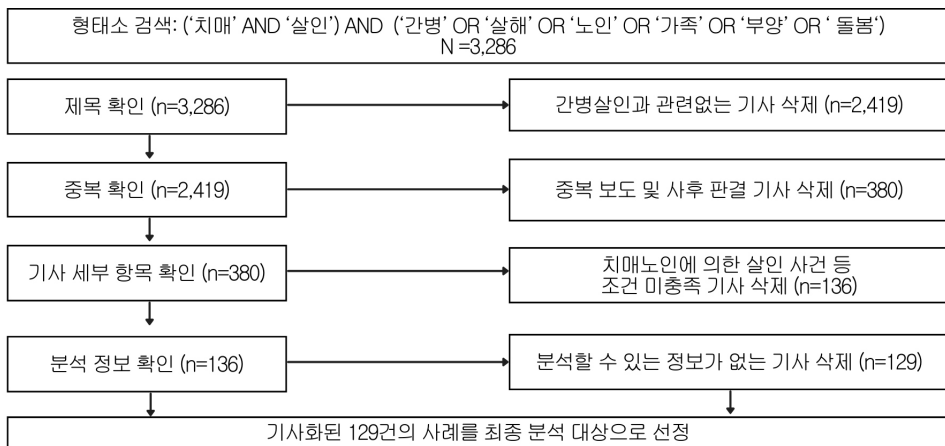 형태소 검색: (‘치매’ AND ‘살인’) AND (‘간병’ OR ‘살해’ OR ‘노인’ OR ‘가족’ OR ‘부양’ OR ‘ 돌봄‘)
N =3,286
제목 확인 (n=3,286)
간병살인과 관련없는 기사 삭제 (n=2,419)
중복 확인 (n=2,419)
중복 보도 및 사후 판결 기사 삭제 (n=380)
기사 세부 항목 확인 (n=380)
치매노인에 의한 살인 사건 등
조건 미충족 기사 삭제 (n=136)
분석 정보 확인 (n=136)
분석할 수 있는 정보가 없는 기사 삭제 (n=129)
기사화된 129건의 사례를 최종 분석 대상으로 선정